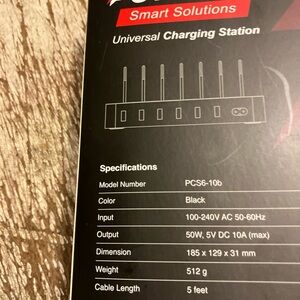 Smart Solutions
Universal Charging Station
Specifications
Model Number PCS6-10b
Color Black
Input 100-240V AC 50-60Hz
Output 50W, 5V DC 10A (max)
Dimension 185 x 129 x 31 mm
Weight 512 g
Cable Length 5 feet